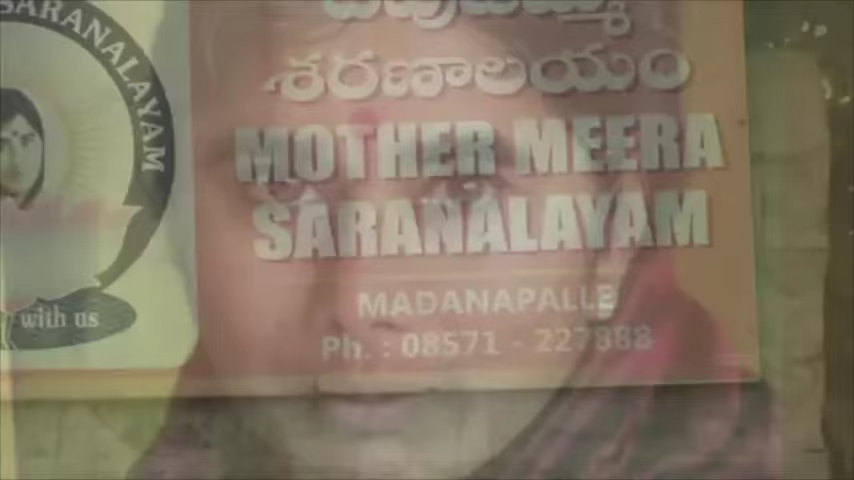 SARANALAYAM
శరణాలయం
MOTHER MEERA
SARANALAYAM
MADANAPALLE
Ph. : 08571 - 227888
with us